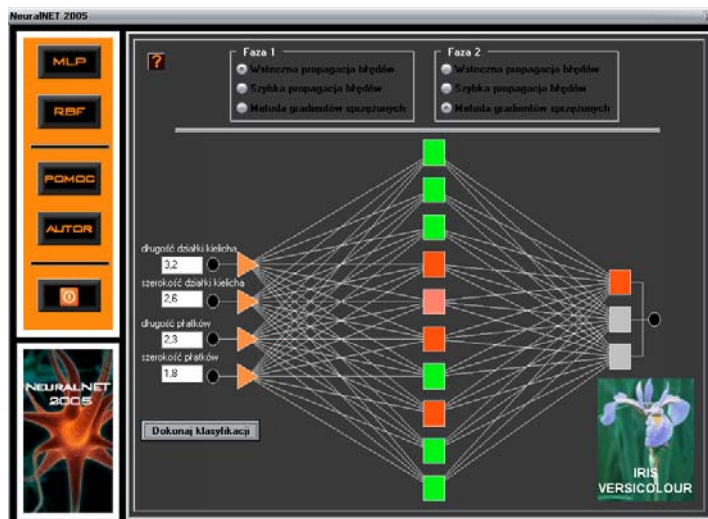 NeuralNET 2005
MLP
RBF
POMOC
AUTOR
NEURALNET
2005
?
Faza 1
Wsteczna propagacja błędów
Szybka propagacja błędów
Metoda gradientów sprzężonych
Faza 2
Wsteczna propagacja błędów
Szybka propagacja błędów
Metoda gradientów sprzężonych
długość działki kielicha
3,2
szerokość działki kielicha
2,6
długość płatków
2,3
szerokość płatków
1,8
Dokonaj klasyfikacji
IRIS
VERSICOLOUR